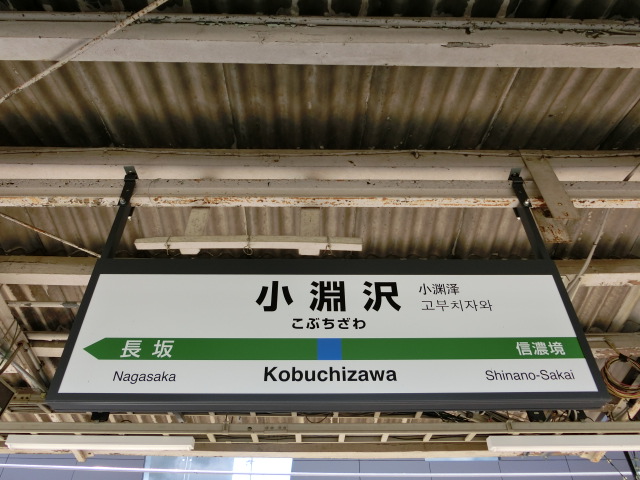 小淵沢
小渊泽
고부치자와
こぶちざわ
長坂
信濃境
Nagasaka
Kobuchizawa
Shinano-Sakai